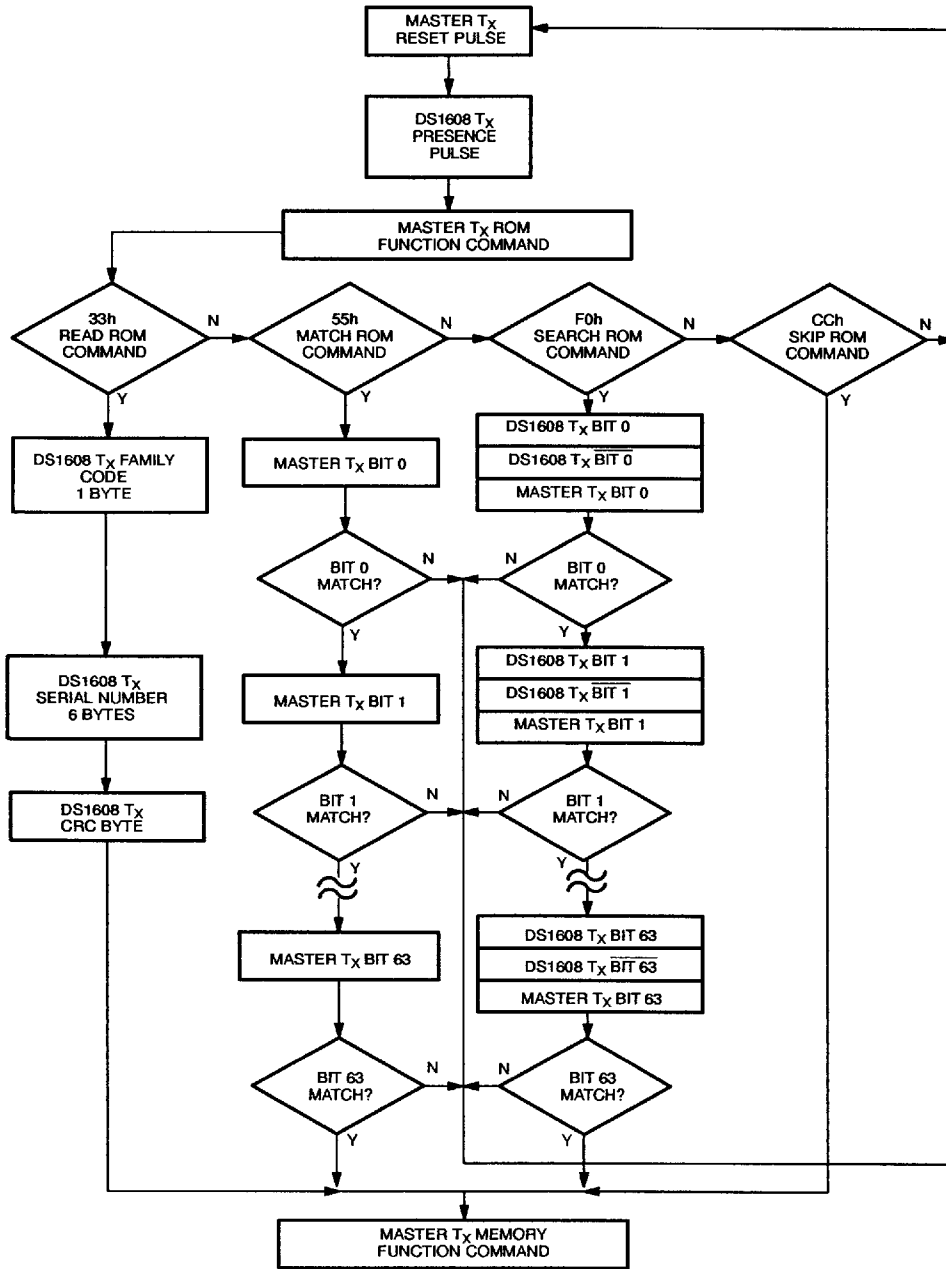 MASTER TX
RESET PULSE
DS1608 TX
PRESENCE
PULSE
MASTER TX ROM
FUNCTION COMMAND
33h
READ ROM
COMMAND
N
Y
55h
MATCH ROM
COMMAND
N
Y
F0h
SEARCH ROM
COMMAND
N
Y
CCh
SKIP ROM
COMMAND
N
Y
DS1608 TX FAMILY
CODE
1 BYTE
DS1608 TX
SERIAL NUMBER
6 BYTES
DS1608 TX
CRC BYTE
MASTER TX BIT 0
BIT 0
MATCH?
N
Y
MASTER TX BIT 1
BIT 1
MATCH?
N
Y
MASTER TX BIT 63
BIT 63
MATCH?
N
Y
DS1608 TX BIT 0
DS1608 TX B̅I̅T̅ ̅0̅
MASTER TX BIT 0
BIT 0
MATCH?
N
Y
DS1608 TX BIT 1
DS1608 TX B̅I̅T̅ ̅1̅
MASTER TX BIT 1
BIT 1
MATCH?
N
Y
DS1608 TX BIT 63
DS1608 TX B̅I̅T̅ ̅6̅3̅
MASTER TX BIT 63
BIT 63
MATCH?
N
Y
MASTER TX MEMORY
FUNCTION COMMAND